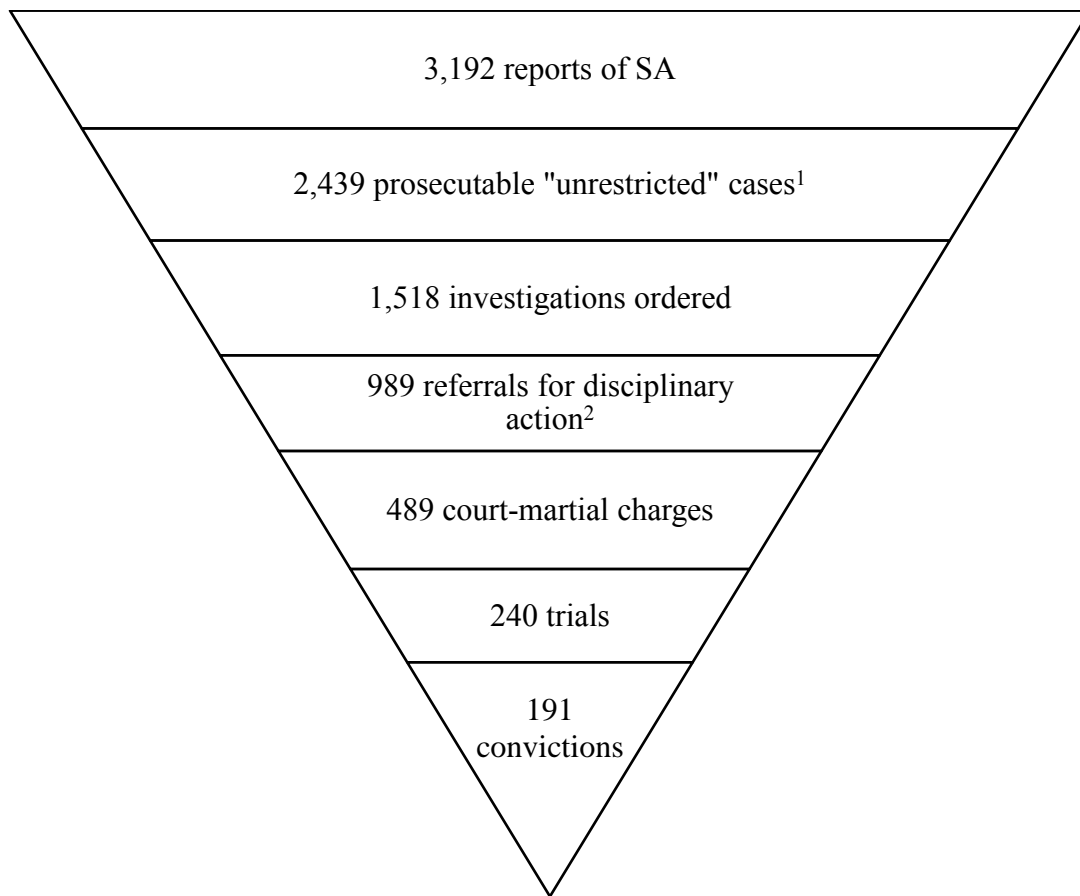 3,192 reports of SA
2,439 prosecutable "unrestricted" cases¹
1,518 investigations ordered
989 referrals for disciplinary
action²
489 court-martial charges
240 trials
191
convictions